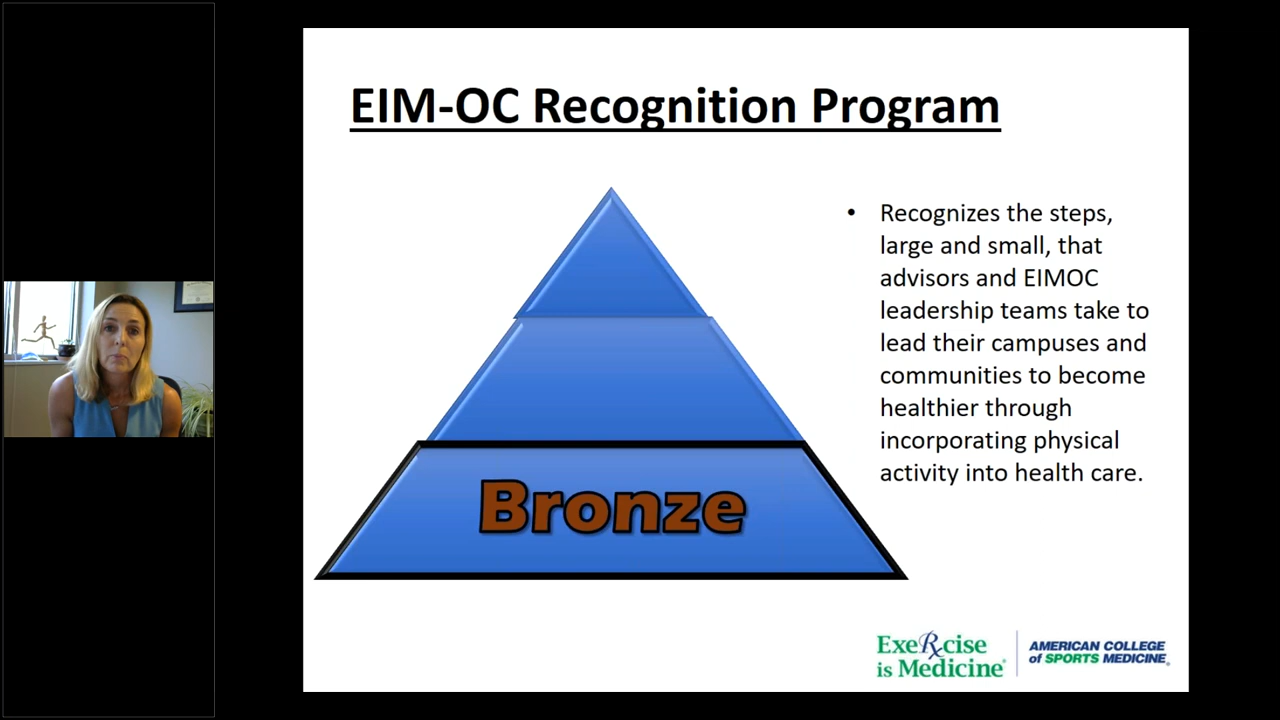 EIM-OC Recognition Program
• Recognizes the steps,
large and small, that
advisors and EIMOC
leadership teams take to
lead their campuses and
communities to become
healthier through
incorporating physical
activity into health care.
Bronze
ExeRxcise
is Medicine®
AMERICAN COLLEGE
of SPORTS MEDICINE®